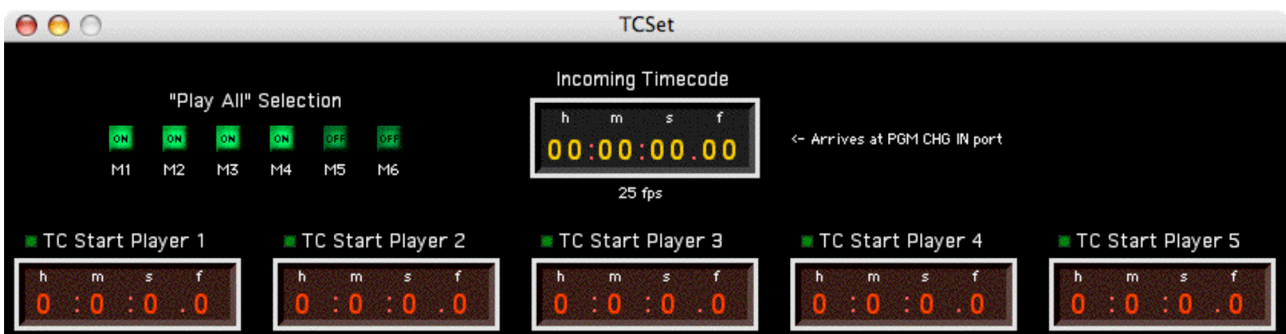 TCSet
Incoming Timecode
"Play All" Selection
h m s f
ON ON ON ON OFF OFF
00:00:00.00
<- Arrives at PGM CHG IN port
M1 M2 M3 M4 M5 M6
25 fps
TC Start Player 1 TC Start Player 2 TC Start Player 3 TC Start Player 4 TC Start Player 5
h m s f h m s f h m s f h m s f h m s f
0 :0 :0 .0 0 :0 :0 .0 0 :0 :0 .0 0 :0 :0 .0 0 :0 :0 .0